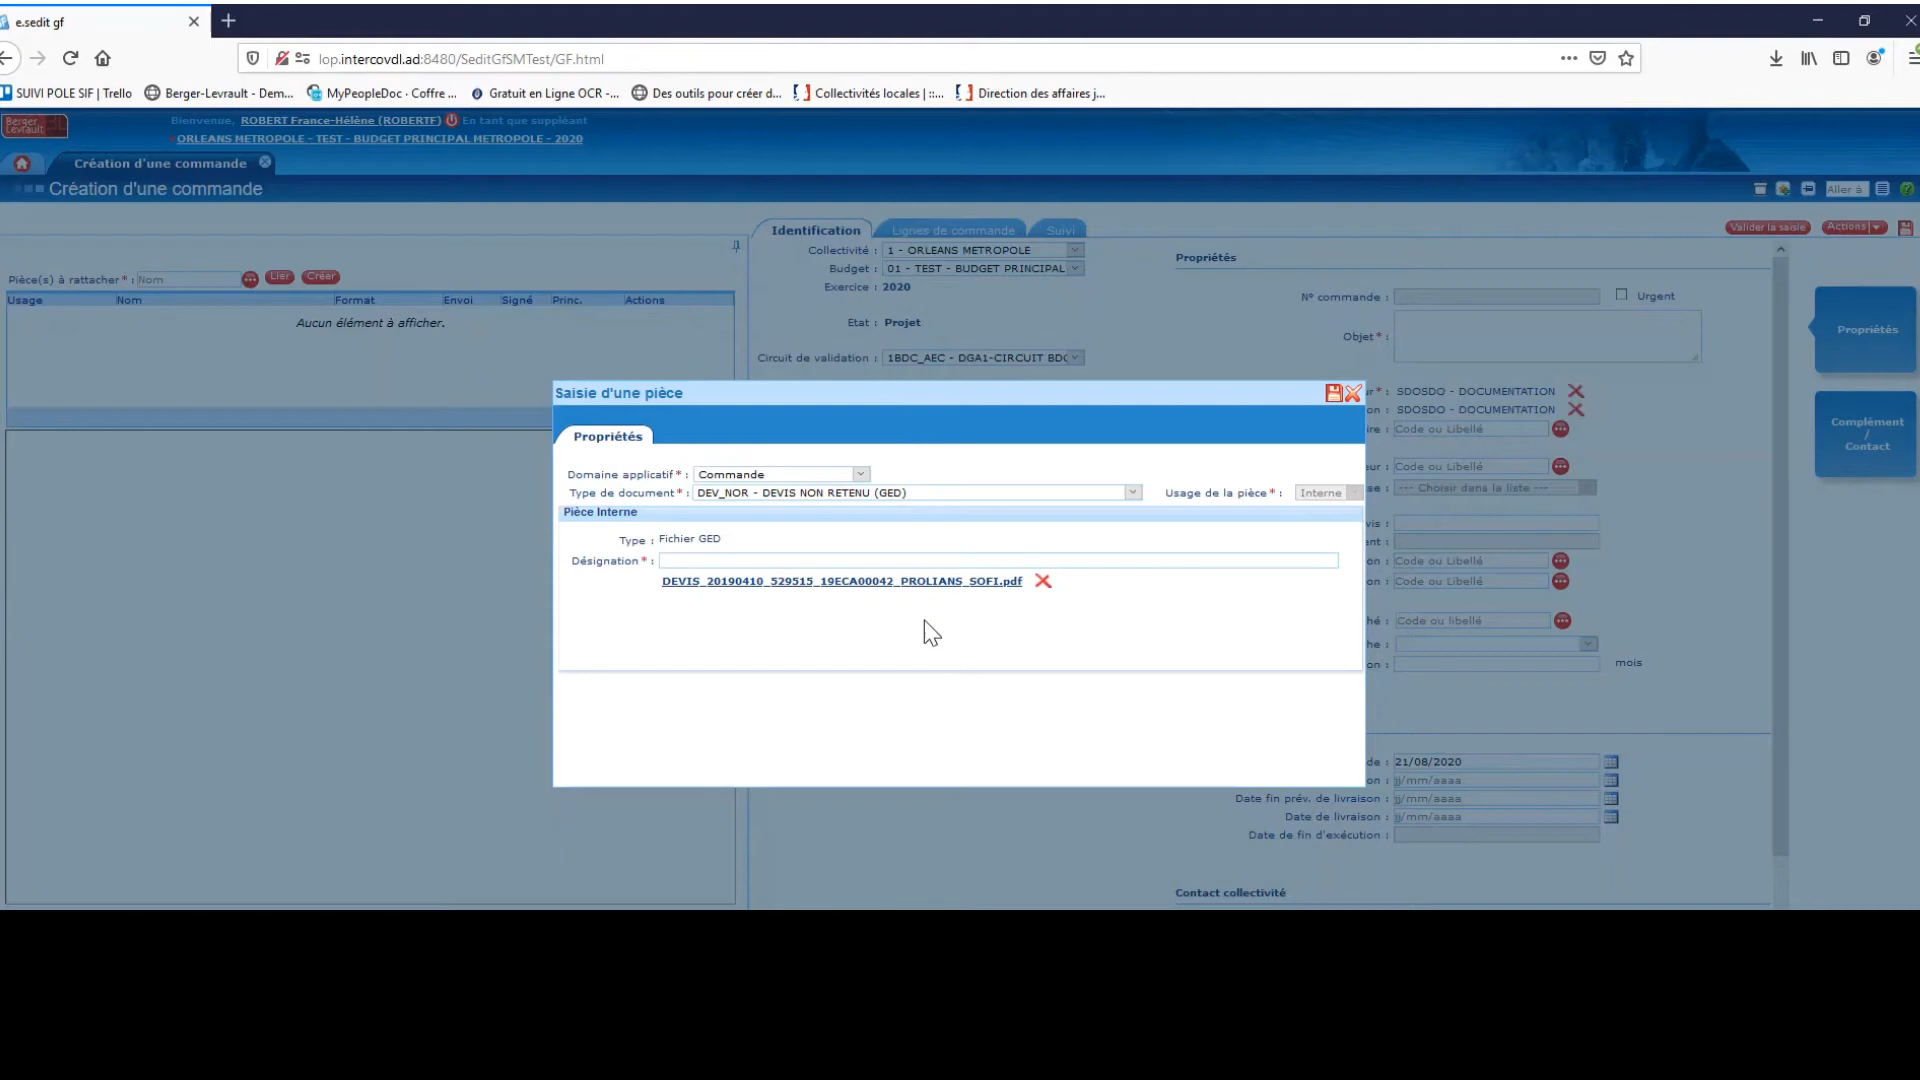 e.sedit gf
lop.intercovdl.ad:8480/SeditGfSMTest/GF.html
SUIVI POLE SIF | Trello
Berger-Levrault - Dem...
MyPeopleDoc · Coffre ...
Gratuit en Ligne OCR -...
Des outils pour créer d...
Collectivités locales | ::...
Direction des affaires j...
Berger Levrault
Bienvenue, ROBERT France-Hélène (ROBERTF) En tant que suppléant
ORLEANS METROPOLE - TEST - BUDGET PRINCIPAL METROPOLE - 2020
Création d'une commande
Création d'une commande
Aller à
Identification
Lignes de commande
Suivi
Valider la saisie
Actions
Collectivité : 1 - ORLEANS METROPOLE
Budget : 01 - TEST - BUDGET PRINCIPAL
Exercice : 2020
Etat : Projet
Circuit de validation : 1BDC_AEC - DGA1-CIRCUIT BDC
Pièce(s) à rattacher * : Nom
Lier
Créer
Usage Nom Format Envoi Signé Princ. Actions
Aucun élément à afficher.
Propriétés
N° commande :
Urgent
Objet * :
r * : SDOSDO - DOCUMENTATION
on : SDOSDO - DOCUMENTATION
ire : Code ou Libellé
eur : Code ou Libellé
se : --- Choisir dans la liste ---
vis :
ent :
on : Code ou Libellé
on : Code ou Libellé
hé : Code ou libellé
he :
on : mois
de : 21/08/2020
on : jj/mm/aaaa
Date fin prév. de livraison : jj/mm/aaaa
Date de livraison : jj/mm/aaaa
Date de fin d'exécution :
Contact collectivité
Propriétés
Complément
/
Contact
Saisie d'une pièce
Propriétés
Domaine applicatif * : Commande
Type de document * : DEV_NOR - DEVIS NON RETENU (GED)
Usage de la pièce * : Interne
Pièce Interne
Type : Fichier GED
Désignation * :
DEVIS_20190410_529515_19ECA00042_PROLIANS_SOFI.pdf